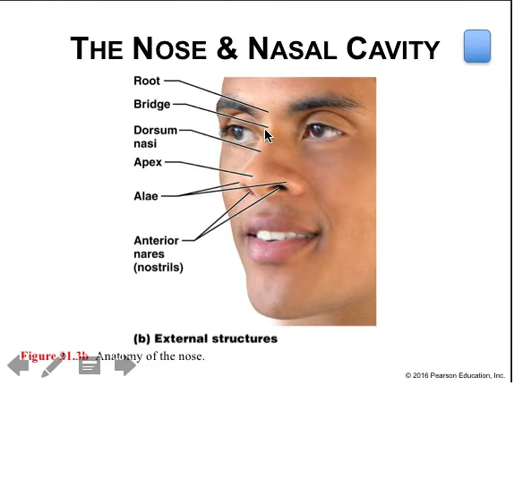 THE NOSE & NASAL CAVITY
Root
Bridge
Dorsum
nasi
Apex
Alae
Anterior
nares
(nostrils)
(b) External structures
Figure 31.3b Anatomy of the nose.
© 2016 Pearson Education, Inc.